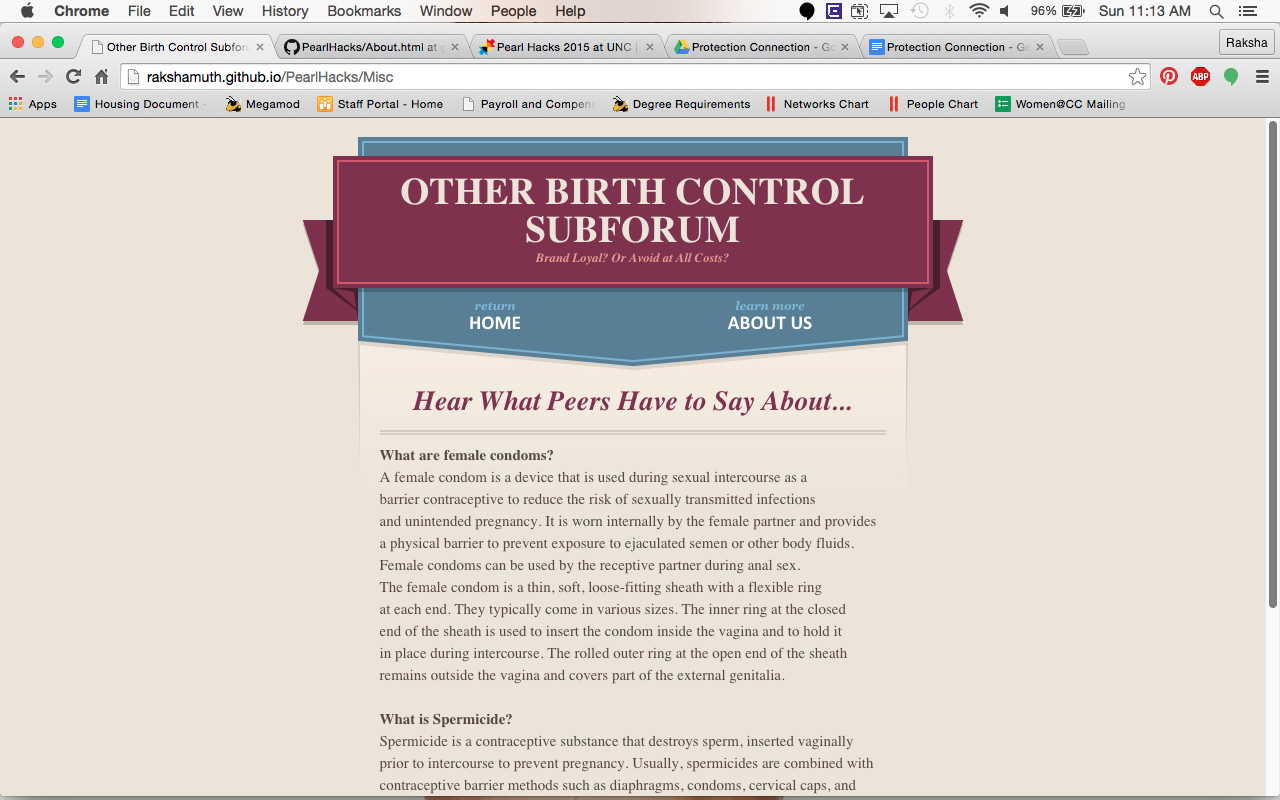 Chrome File Edit View History Bookmarks Window People Help 96% Sun 11:13 AM
Other Birth Control Subforu PearlHacks/About.html at g Pearl Hacks 2015 at UNC | Protection Connection - Go Protection Connection - Go Raksha
rakshamuth.github.io/PearlHacks/Misc ABP
Apps Housing Document - Megamod Staff Portal - Home Payroll and Compens Degree Requirements Networks Chart People Chart Women@CC Mailing
OTHER BIRTH CONTROL
SUBFORUM
Brand Loyal? Or Avoid at All Costs?
return learn more
HOME ABOUT US
Hear What Peers Have to Say About...
What are female condoms?
A female condom is a device that is used during sexual intercourse as a
barrier contraceptive to reduce the risk of sexually transmitted infections
and unintended pregnancy. It is worn internally by the female partner and provides
a physical barrier to prevent exposure to ejaculated semen or other body fluids.
Female condoms can be used by the receptive partner during anal sex.
The female condom is a thin, soft, loose-fitting sheath with a flexible ring
at each end. They typically come in various sizes. The inner ring at the closed
end of the sheath is used to insert the condom inside the vagina and to hold it
in place during intercourse. The rolled outer ring at the open end of the sheath
remains outside the vagina and covers part of the external genitalia.
What is Spermicide?
Spermicide is a contraceptive substance that destroys sperm, inserted vaginally
prior to intercourse to prevent pregnancy. Usually, spermicides are combined with
contraceptive barrier methods such as diaphragms, condoms, cervical caps, and